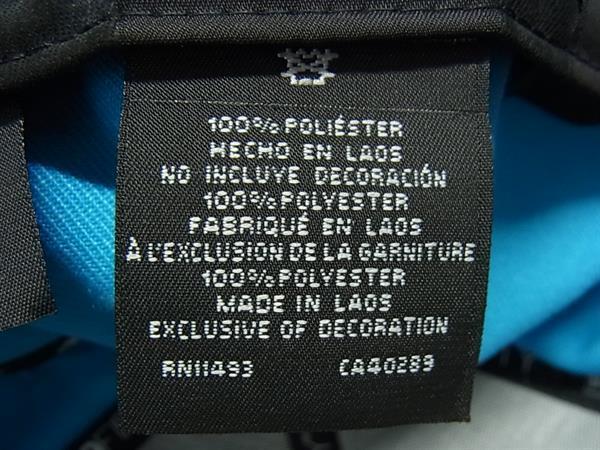 100% POLIÉSTER
HECHO EN LAOS
NO INCLUYE DECORACIÓN
100% POLYESTER
FABRIQUÉ EN LAOS
À L'EXCLUSION DE LA GARNITURE
100% POLYESTER
MADE IN LAOS
EXCLUSIVE OF DECORATION
RN11493 CA40289